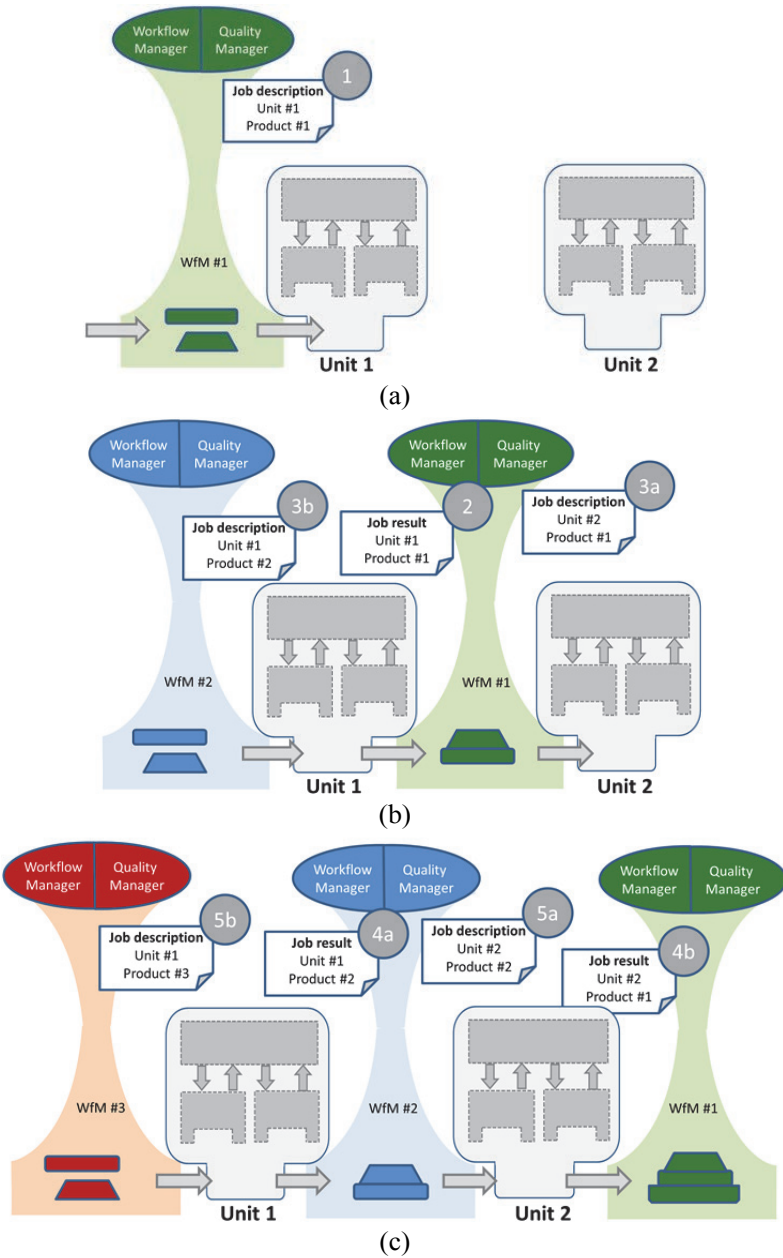 Workflow Manager
Quality Manager
1
Job description
Unit #1
Product #1
WfM #1
Unit 1
Unit 2
(a)
Workflow Manager
Quality Manager
Workflow Manager
Quality Manager
3b
Job description
Unit #1
Product #2
2
Job result
Unit #1
Product #1
3a
Job description
Unit #2
Product #1
WfM #2
WfM #1
Unit 1
Unit 2
(b)
Workflow Manager
Quality Manager
Workflow Manager
Quality Manager
Workflow Manager
Quality Manager
5b
Job description
Unit #1
Product #3
4a
Job result
Unit #1
Product #2
5a
Job description
Unit #2
Product #2
4b
Job result
Unit #2
Product #1
WfM #3
WfM #2
WfM #1
Unit 1
Unit 2
(c)